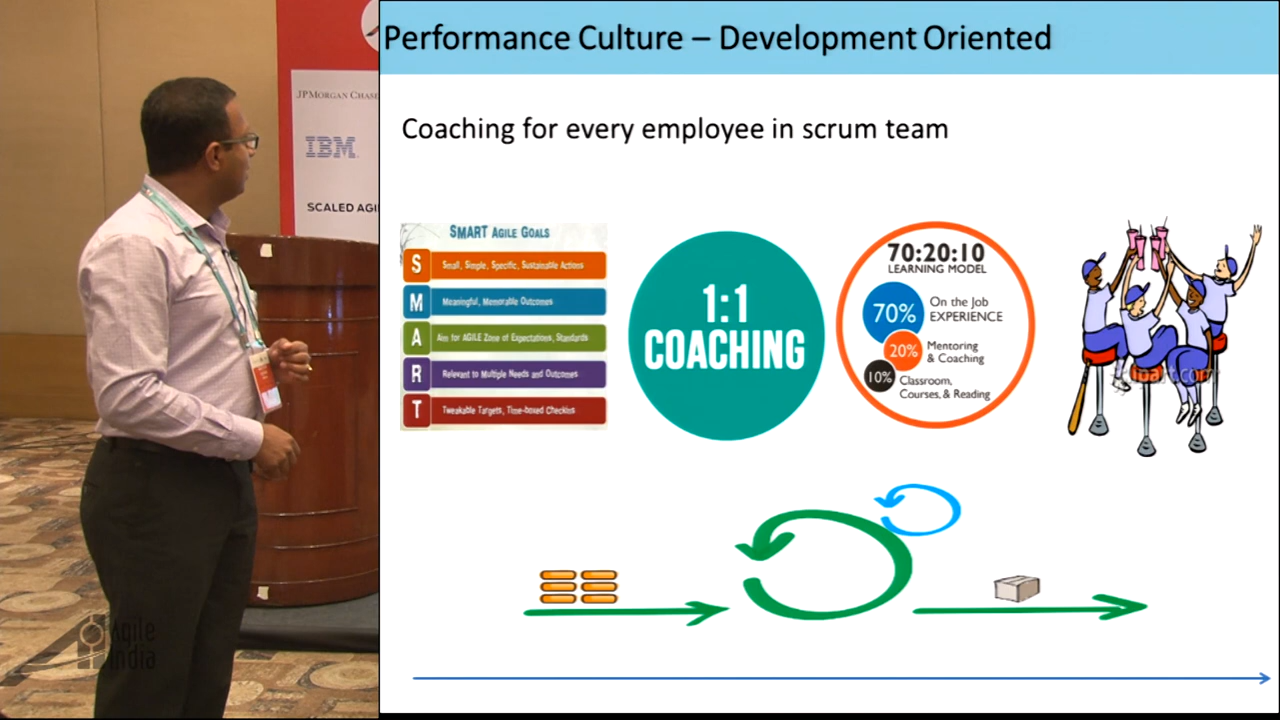 Performance Culture – Development Oriented
Coaching for every employee in scrum team
JPMORGAN CHASE
IBM
SCALED AGI
SMART AGILE GOALS
S Small, Simple, Specific, Sustainable Actions
M Meaningful, Memorable Outcomes
A Aim for AGILE Zone of Expectations, Standards
R Relevant to Multiple Needs and Outcomes
T Tweakable Targets, Time-boxed Checkins
1:1
COACHING
70:20:10
LEARNING MODEL
70% On the Job
EXPERIENCE
20% Mentoring
& Coaching
10% Classroom,
Courses, & Reading
Agile
India